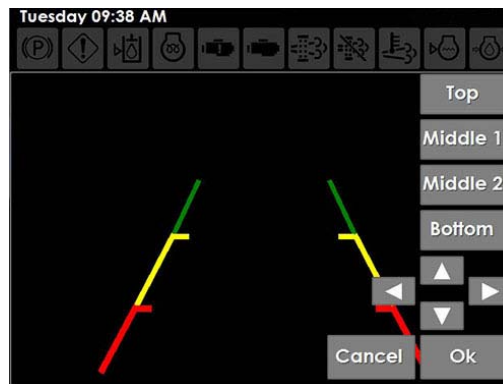 Tuesday 09:38 AM
P
Top
Middle 1
Middle 2
Bottom
Cancel
Ok